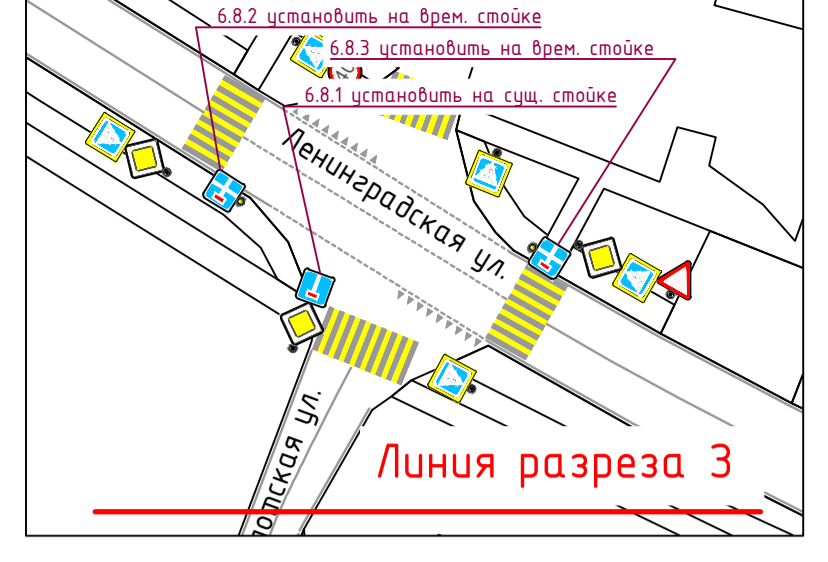 6.8.2 установить на врем. стойке
6.8.3 установить на врем. стойке
6.8.1 установить на сущ. стойке
Ленинградская ул.
ул.
Линия разреза 3